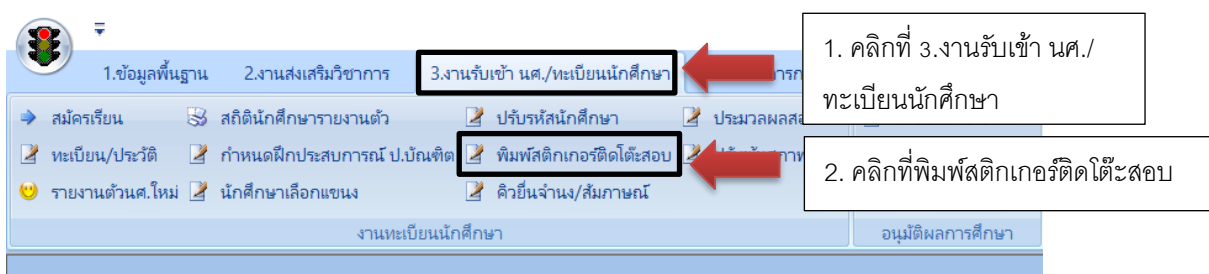 1.ข้อมูลพื้นฐาน 2.งานส่งเสริมวิชาการ 3.งานรับเข้า นศ./ทะเบียนนักศึกษา
1. คลิกที่ 3.งานรับเข้า นศ./
ทะเบียนนักศึกษา
สมัครเรียน สถิตินักศึกษารายงานตัว ปรับรหัสนักศึกษา
ทะเบียน/ประวัติ กำหนดฝึกประสบการณ์ ป.บัณฑิต พิมพ์สติกเกอร์ติดโต๊ะสอบ
2. คลิกที่พิมพ์สติกเกอร์ติดโต๊ะสอบ
รายงานตัวนศ.ใหม่ นักศึกษาเลือกแขนง คิวยื่นจำนง/สัมภาษณ์
งานทะเบียนนักศึกษา อนุมัติผลการศึกษา